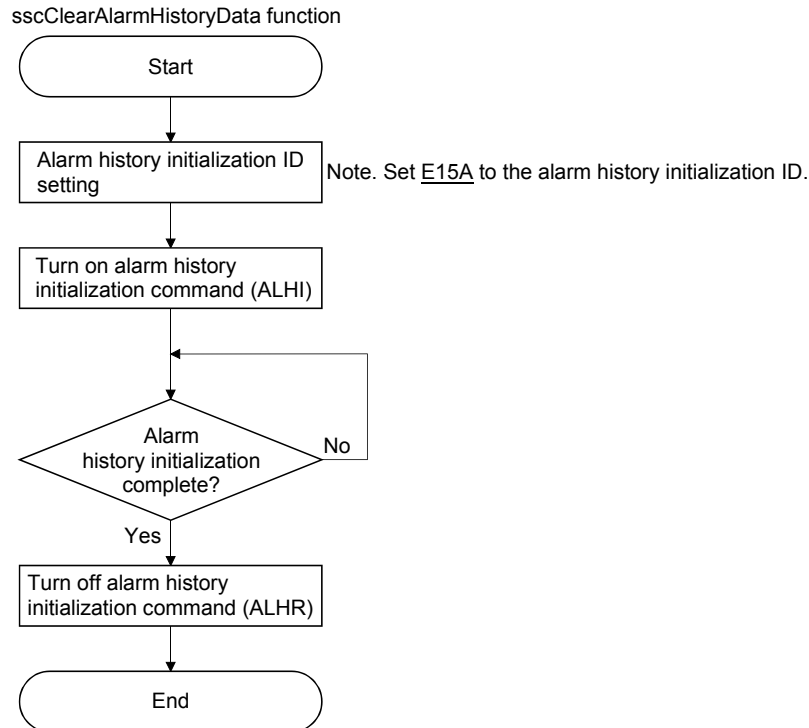 sscClearAlarmHistoryData function
Start
Alarm history initialization ID
setting
Note. Set E15A to the alarm history initialization ID.
Turn on alarm history
initialization command (ALHI)
Alarm
history initialization
complete?
No
Yes
Turn off alarm history
initialization command (ALHR)
End